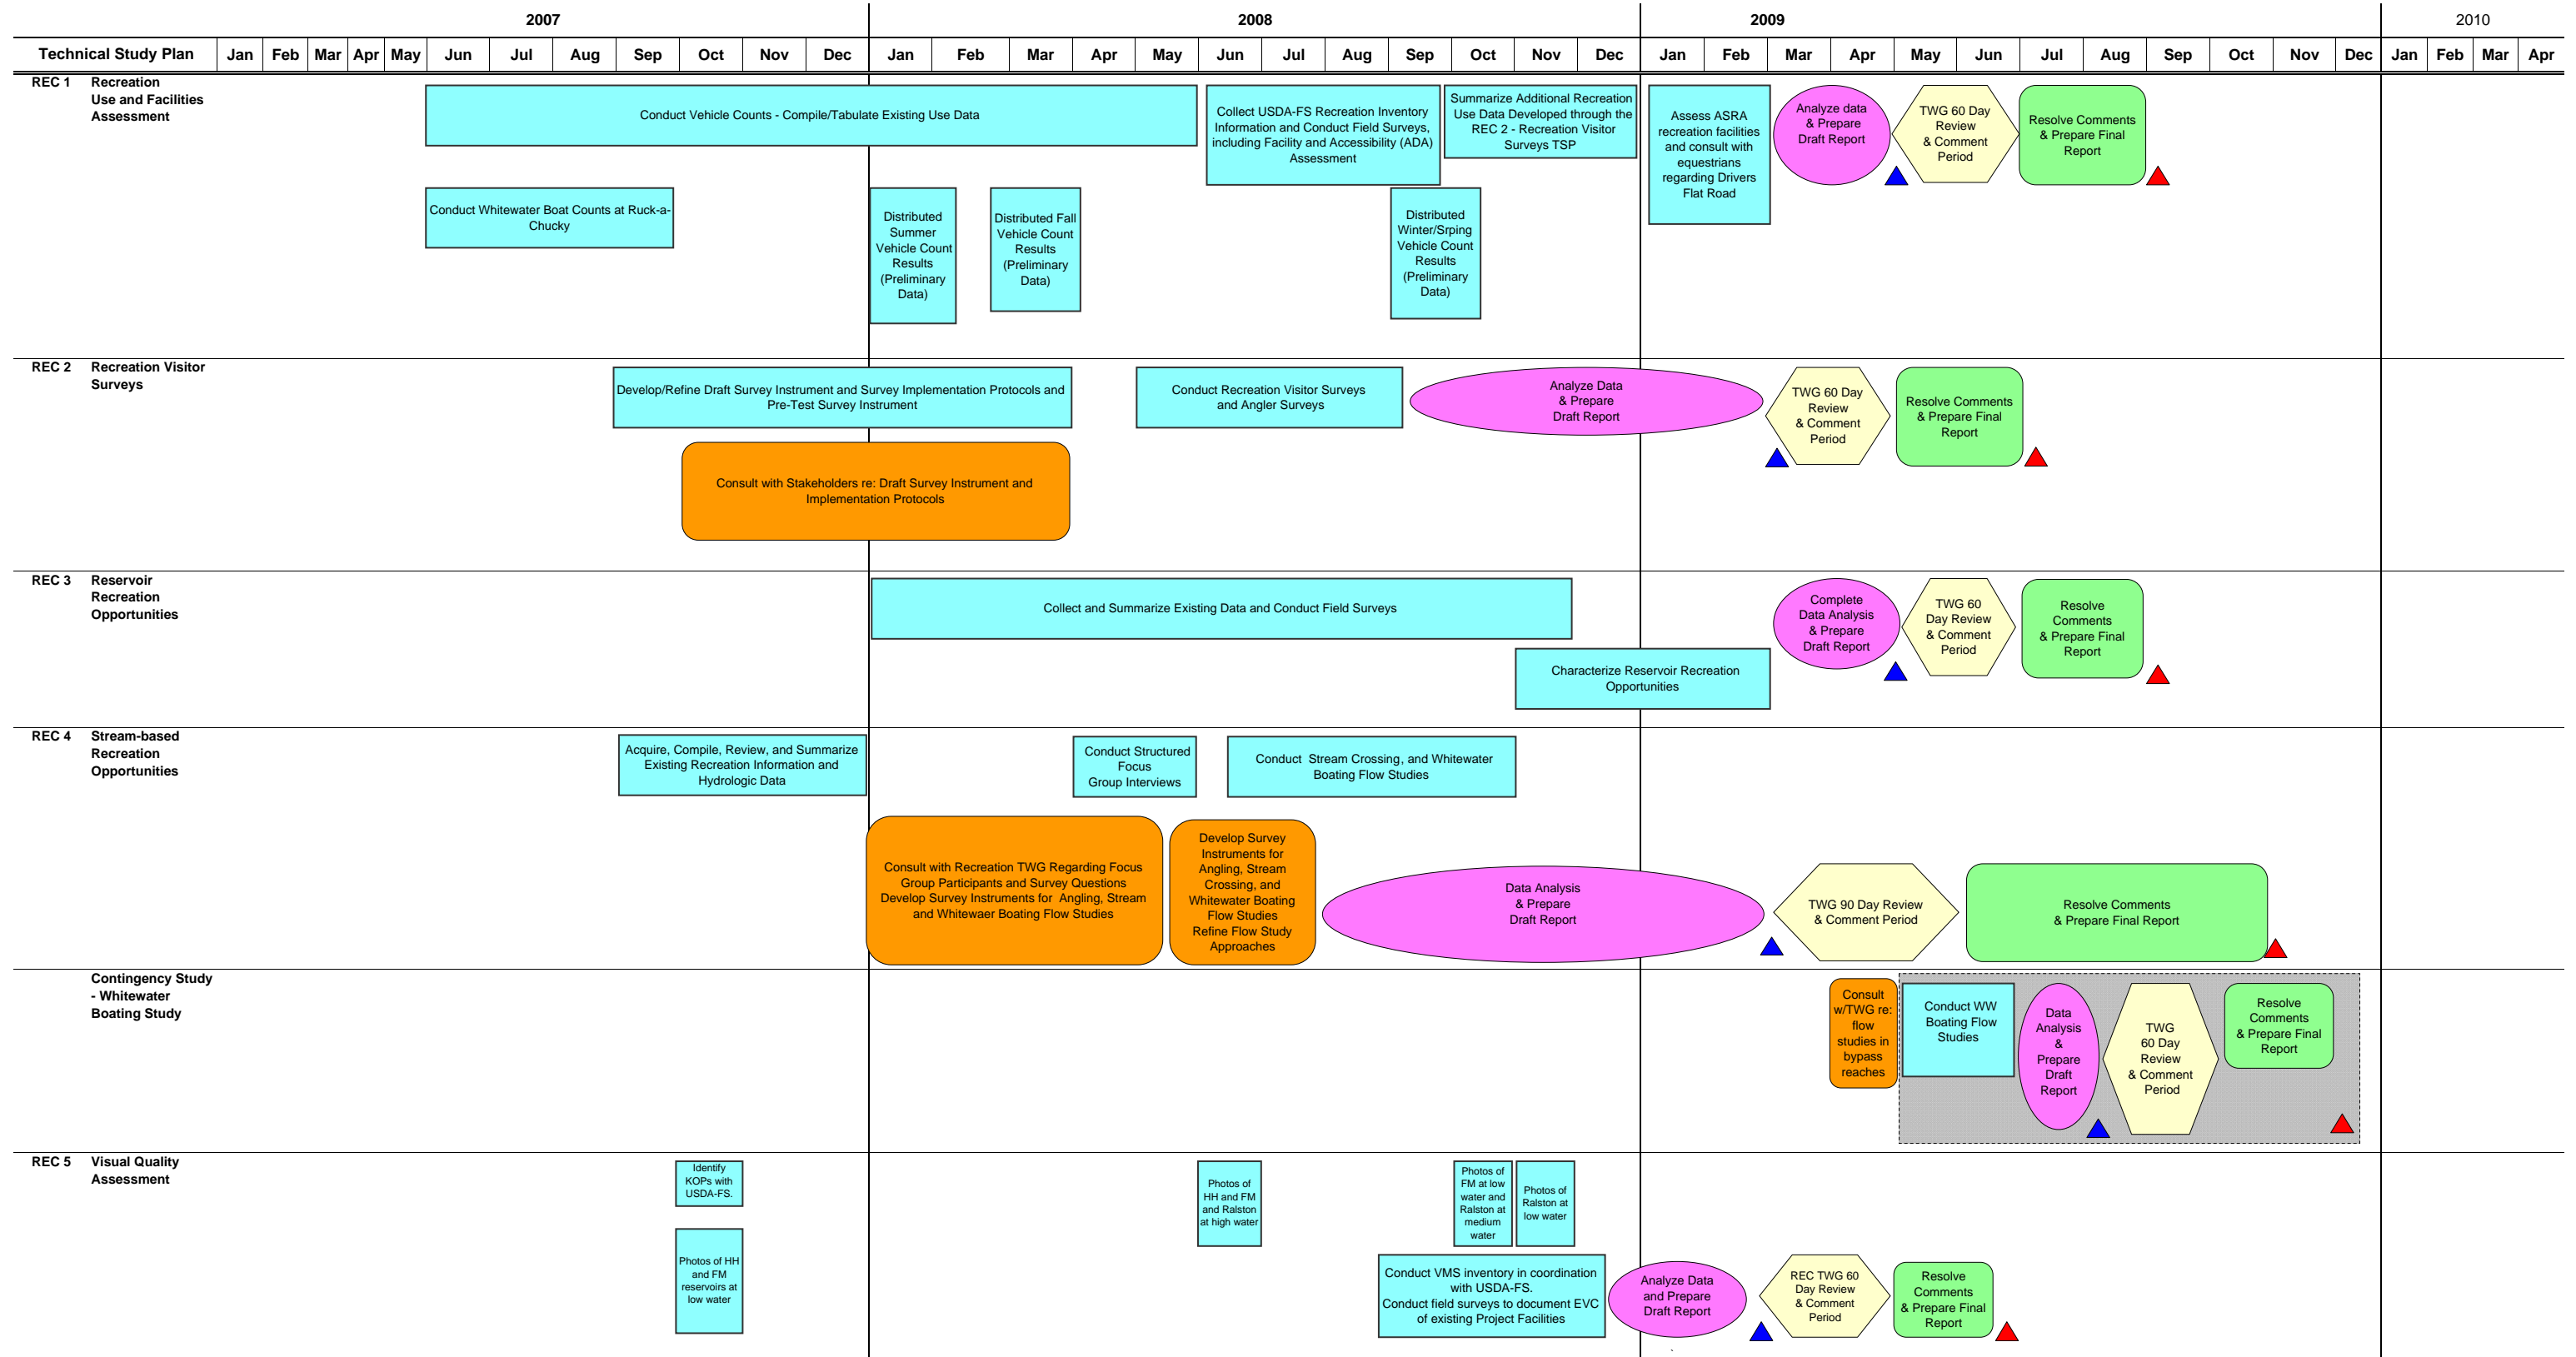 2007
2008
2009
2010
Technical Study Plan
Jan
Feb
Mar
Apr
May
Jun
Jul
Aug
Sep
Oct
Nov
Dec
Jan
Feb
Mar
Apr
May
Jun
Jul
Aug
Sep
Oct
Nov
Dec
Jan
Feb
Mar
Apr
May
Jun
Jul
Aug
Sep
Oct
Nov
Dec
Jan
Feb
Mar
Apr
REC 1
Recreation
Use and Facilities
Assessment
Conduct Vehicle Counts - Compile/Tabulate Existing Use Data
Collect USDA-FS Recreation Inventory
Information and Conduct Field Surveys,
including Facility and Accessibility (ADA)
Assessment
Summarize Additional Recreation
Use Data Developed through the
REC 2 - Recreation Visitor
Surveys TSP
Assess ASRA
recreation facilities
and consult with
equestrians
regarding Drivers
Flat Road
Analyze data
& Prepare
Draft Report
TWG 60 Day
Review
& Comment
Period
Resolve Comments
& Prepare Final
Report
Conduct Whitewater Boat Counts at Ruck-a-
Chucky
Distributed
Summer
Vehicle Count
Results
(Preliminary
Data)
Distributed Fall
Vehicle Count
Results
(Preliminary
Data)
Distributed
Winter/Srping
Vehicle Count
Results
(Preliminary
Data)
REC 2
Recreation Visitor
Surveys
Develop/Refine Draft Survey Instrument and Survey Implementation Protocols and
Pre-Test Survey Instrument
Conduct Recreation Visitor Surveys
and Angler Surveys
Analyze Data
& Prepare
Draft Report
TWG 60 Day
Review
& Comment
Period
Resolve Comments
& Prepare Final
Report
Consult with Stakeholders re: Draft Survey Instrument and
Implementation Protocols
REC 3
Reservoir
Recreation
Opportunities
Collect and Summarize Existing Data and Conduct Field Surveys
Complete
Data Analysis
& Prepare
Draft Report
TWG 60
Day Review
& Comment
Period
Resolve
Comments
& Prepare Final
Report
Characterize Reservoir Recreation
Opportunities
REC 4
Stream-based
Recreation
Opportunities
Acquire, Compile, Review, and Summarize
Existing Recreation Information and
Hydrologic Data
Conduct Structured
Focus
Group Interviews
Conduct Stream Crossing, and Whitewater
Boating Flow Studies
Consult with Recreation TWG Regarding Focus
Group Participants and Survey Questions
Develop Survey Instruments for Angling, Stream
and Whitewaer Boating Flow Studies
Develop Survey
Instruments for
Angling, Stream
Crossing, and
Whitewater Boating
Flow Studies
Refine Flow Study
Approaches
Data Analysis
& Prepare
Draft Report
TWG 90 Day Review
& Comment Period
Resolve Comments
& Prepare Final Report
Contingency Study
- Whitewater
Boating Study
Consult
w/TWG re:
flow
studies in
bypass
reaches
Conduct WW
Boating Flow
Studies
Data
Analysis
&
Prepare
Draft
Report
TWG
60 Day
Review
& Comment
Period
Resolve
Comments
& Prepare Final
Report
REC 5
Visual Quality
Assessment
Identify
KOPs with
USDA-FS.
Photos of
HH and FM
and Ralston
at high water
Photos of
FM at low
water and
Ralston at
medium
water
Photos of
Ralston at
low water
Photos of HH
and FM
reservoirs at
low water
Conduct VMS inventory in coordination
with USDA-FS.
Conduct field surveys to document EVC
of existing Project Facilities
Analyze Data
and Prepare
Draft Report
REC TWG 60
Day Review
& Comment
Period
Resolve
Comments
& Prepare Final
Report
`